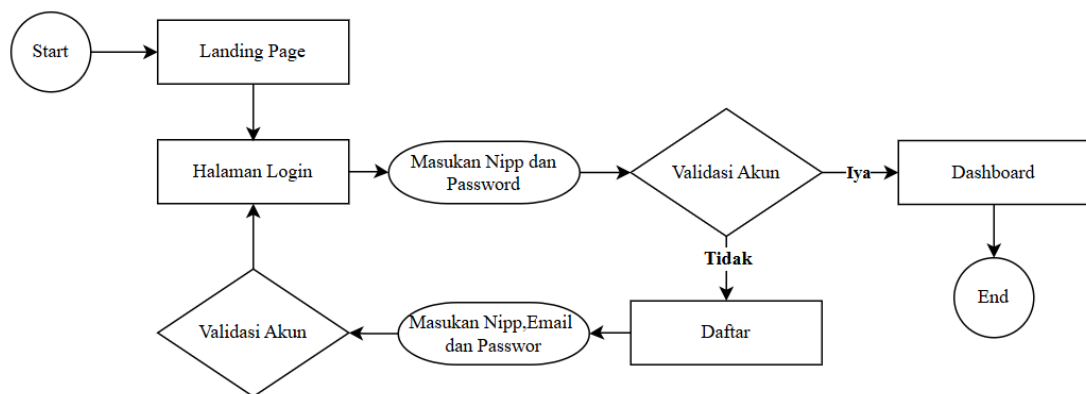 Start
Landing Page
Halaman Login
Masukan Nipp dan
Password
Validasi Akun
Iya
Dashboard
Tidak
End
Daftar
Masukan Nipp,Email
dan Passwor
Validasi Akun